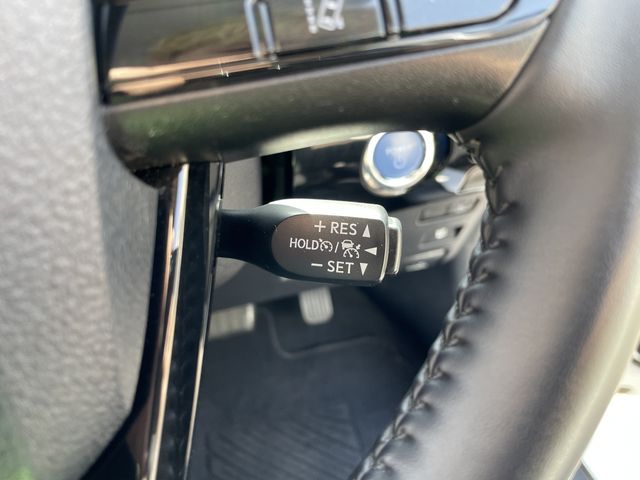 + RES ▲
HOLD / ◄
− SET ▼